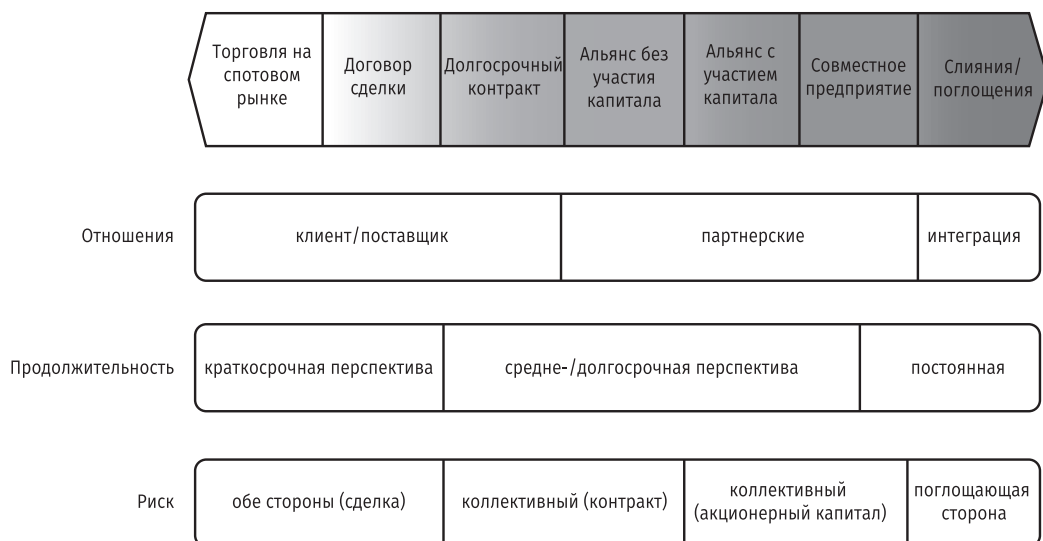 Торговля на
спотовом
рынке
Договор
сделки
Долгосрочный
контракт
Альянс без
участия
капитала
Альянс с
участием
капитала
Совместное
предприятие
Слияния/
поглощения
Отношения
клиент/поставщик
партнерские
интеграция
Продолжительность
краткосрочная перспектива
средне-/долгосрочная перспектива
постоянная
Риск
обе стороны (сделка)
коллективный (контракт)
коллективный
(акционерный капитал)
поглощающая
сторона